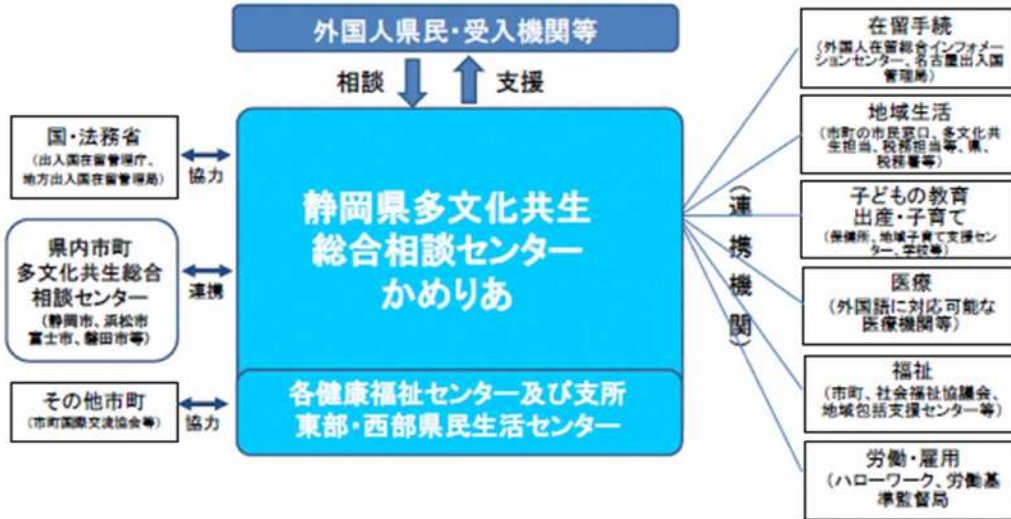 外国人県民・受入機関等
相談
支援
国・法務省
(出入国在留管理庁、
地方出入国在留管理局)
協力
県内市町
多文化共生総合
相談センター
(静岡市、浜松市
富士市、磐田市等)
連携
その他市町
(市町国際交流協会等)
協力
静岡県多文化共生
総合相談センター
かめりあ
各健康福祉センター及び支所
東部・西部県民生活センター
(連携機関)
在留手続
(外国人在留総合インフォメー
ションセンター、名古屋出入国
管理局)
地域生活
(市町の市民窓口、多文化共
生担当、税務担当等、県、
税務署等)
子どもの教育
出産・子育て
(保健所、地域子育て支援セン
ター、学校等)
医療
(外国語に対応可能な
医療機関等)
福祉
(市町、社会福祉協議会、
地域包括支援センター等)
労働・雇用
(ハローワーク、労働基
準監督局